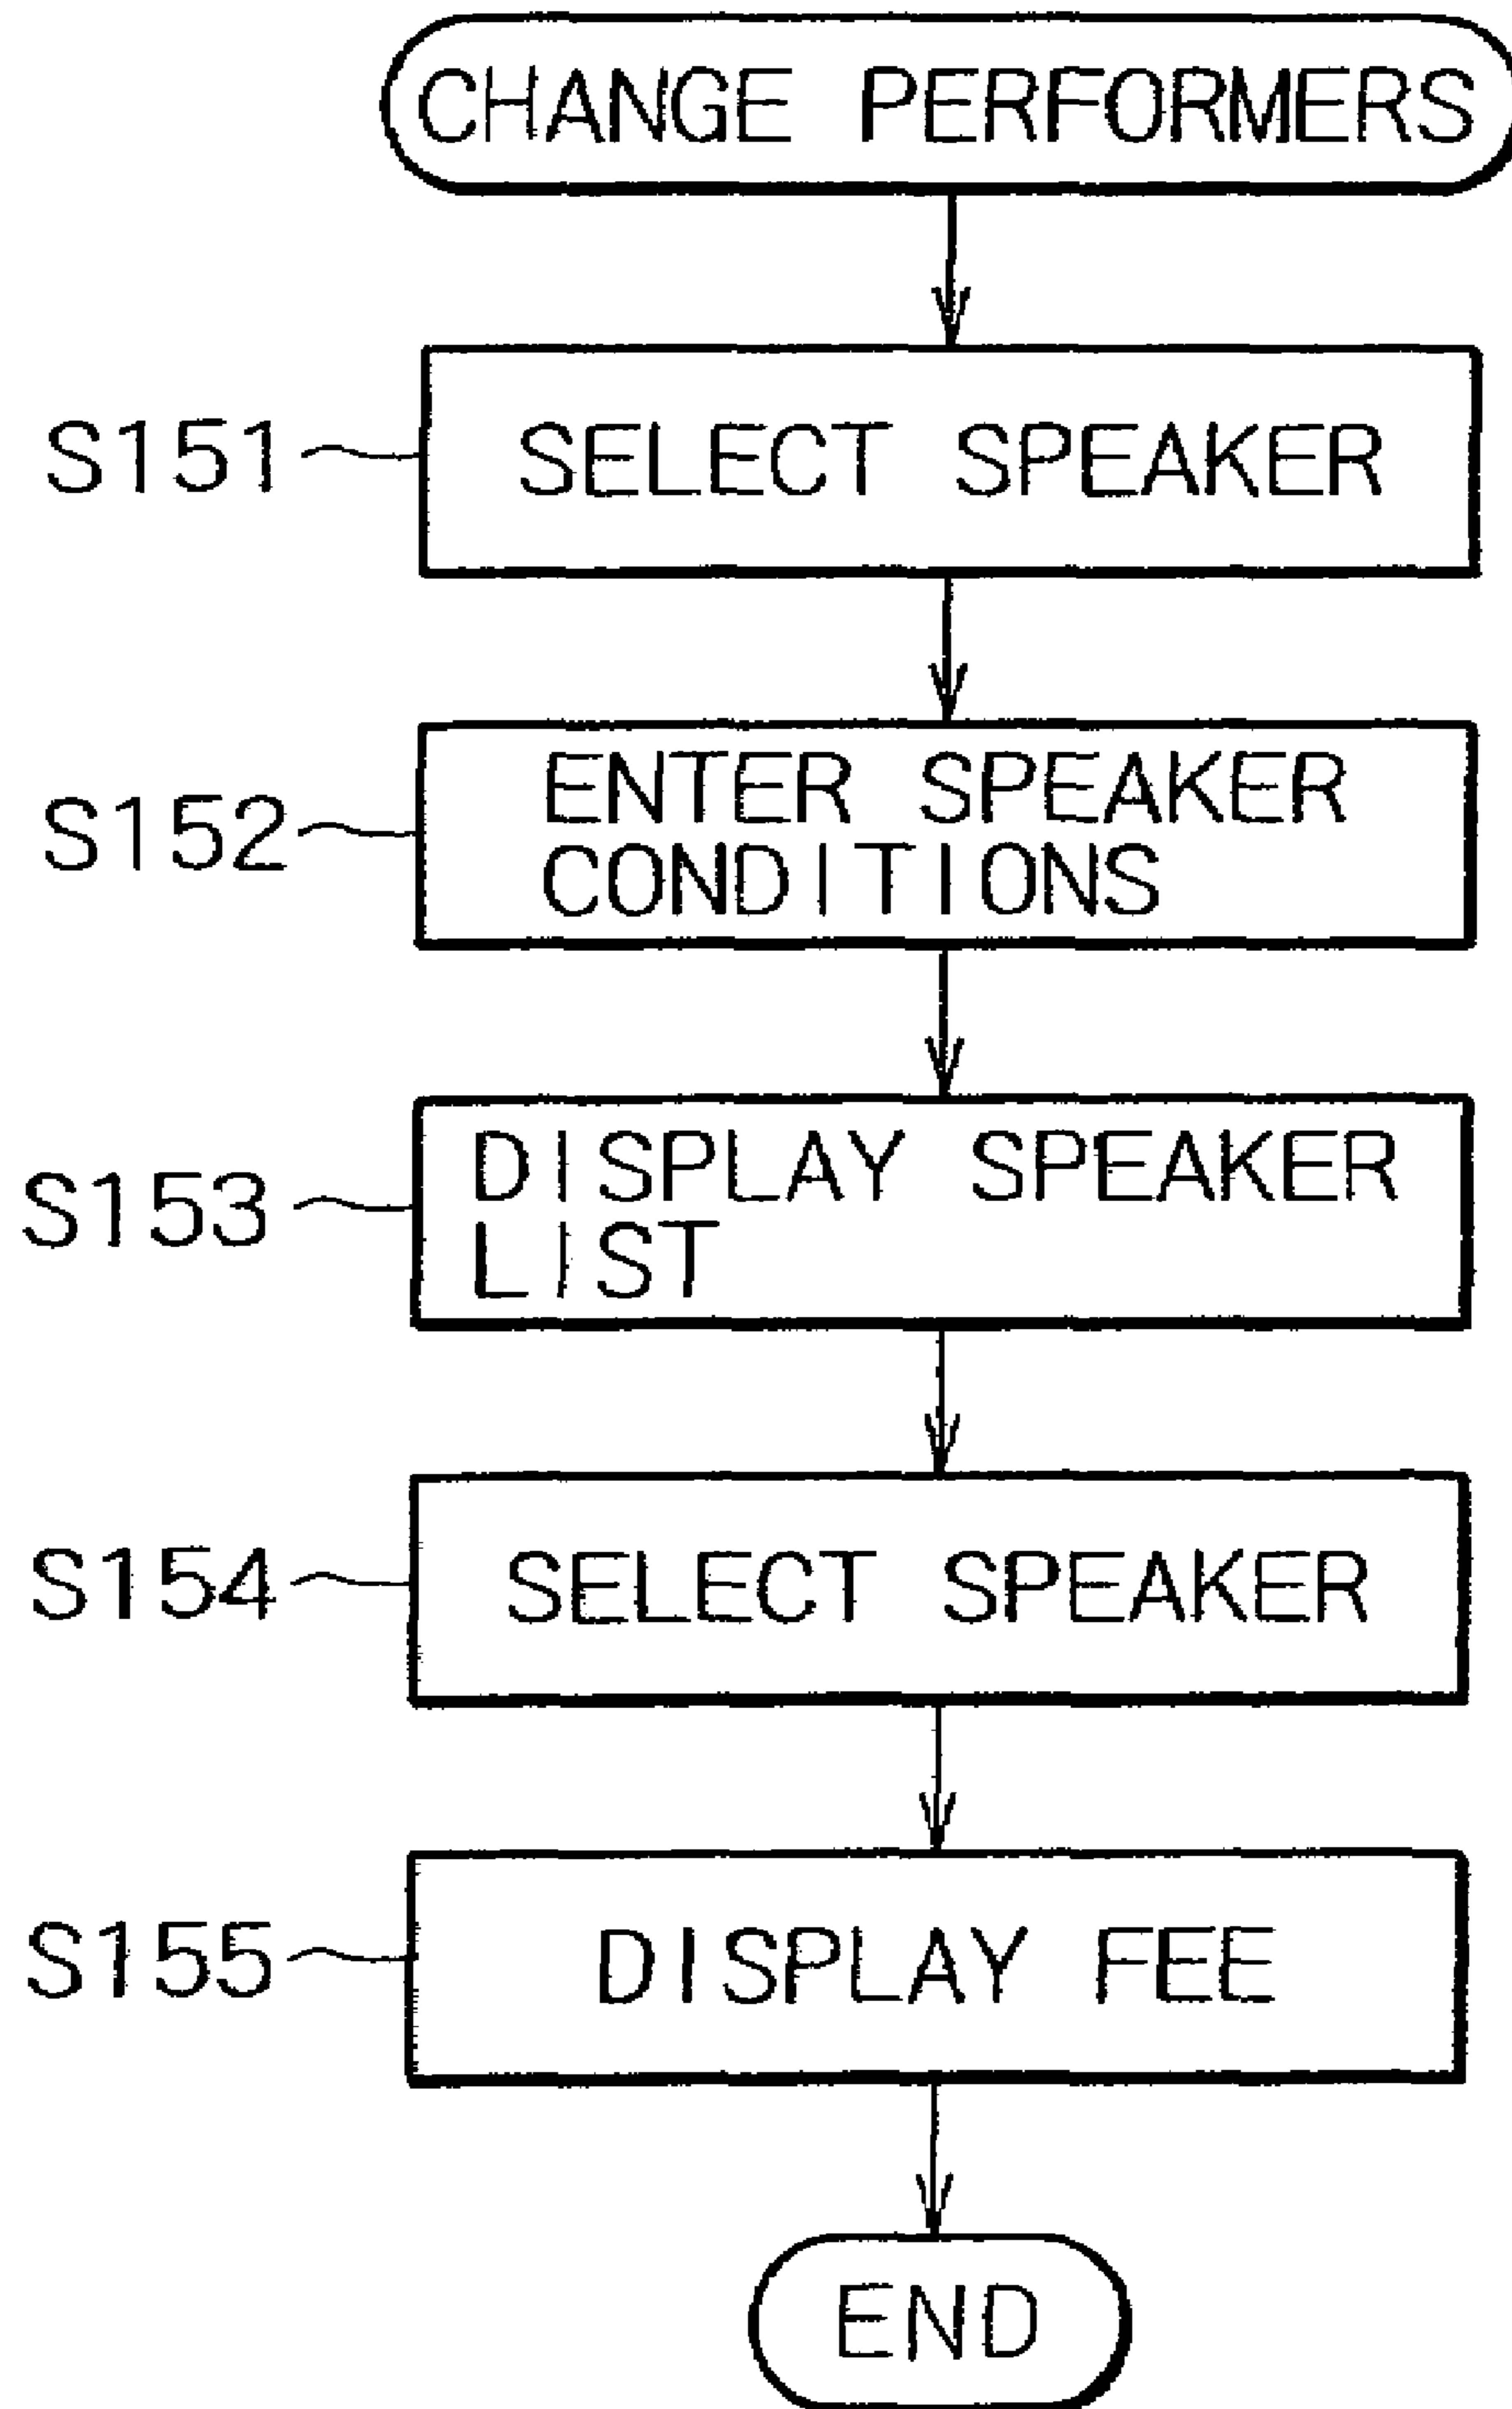 CHANGE PERFORMERS
S151
SELECT SPEAKER
S152
ENTER SPEAKER
CONDITIONS
S153
DISPLAY SPEAKER
LIST
S154
SELECT SPEAKER
S155
DISPLAY FEE
END